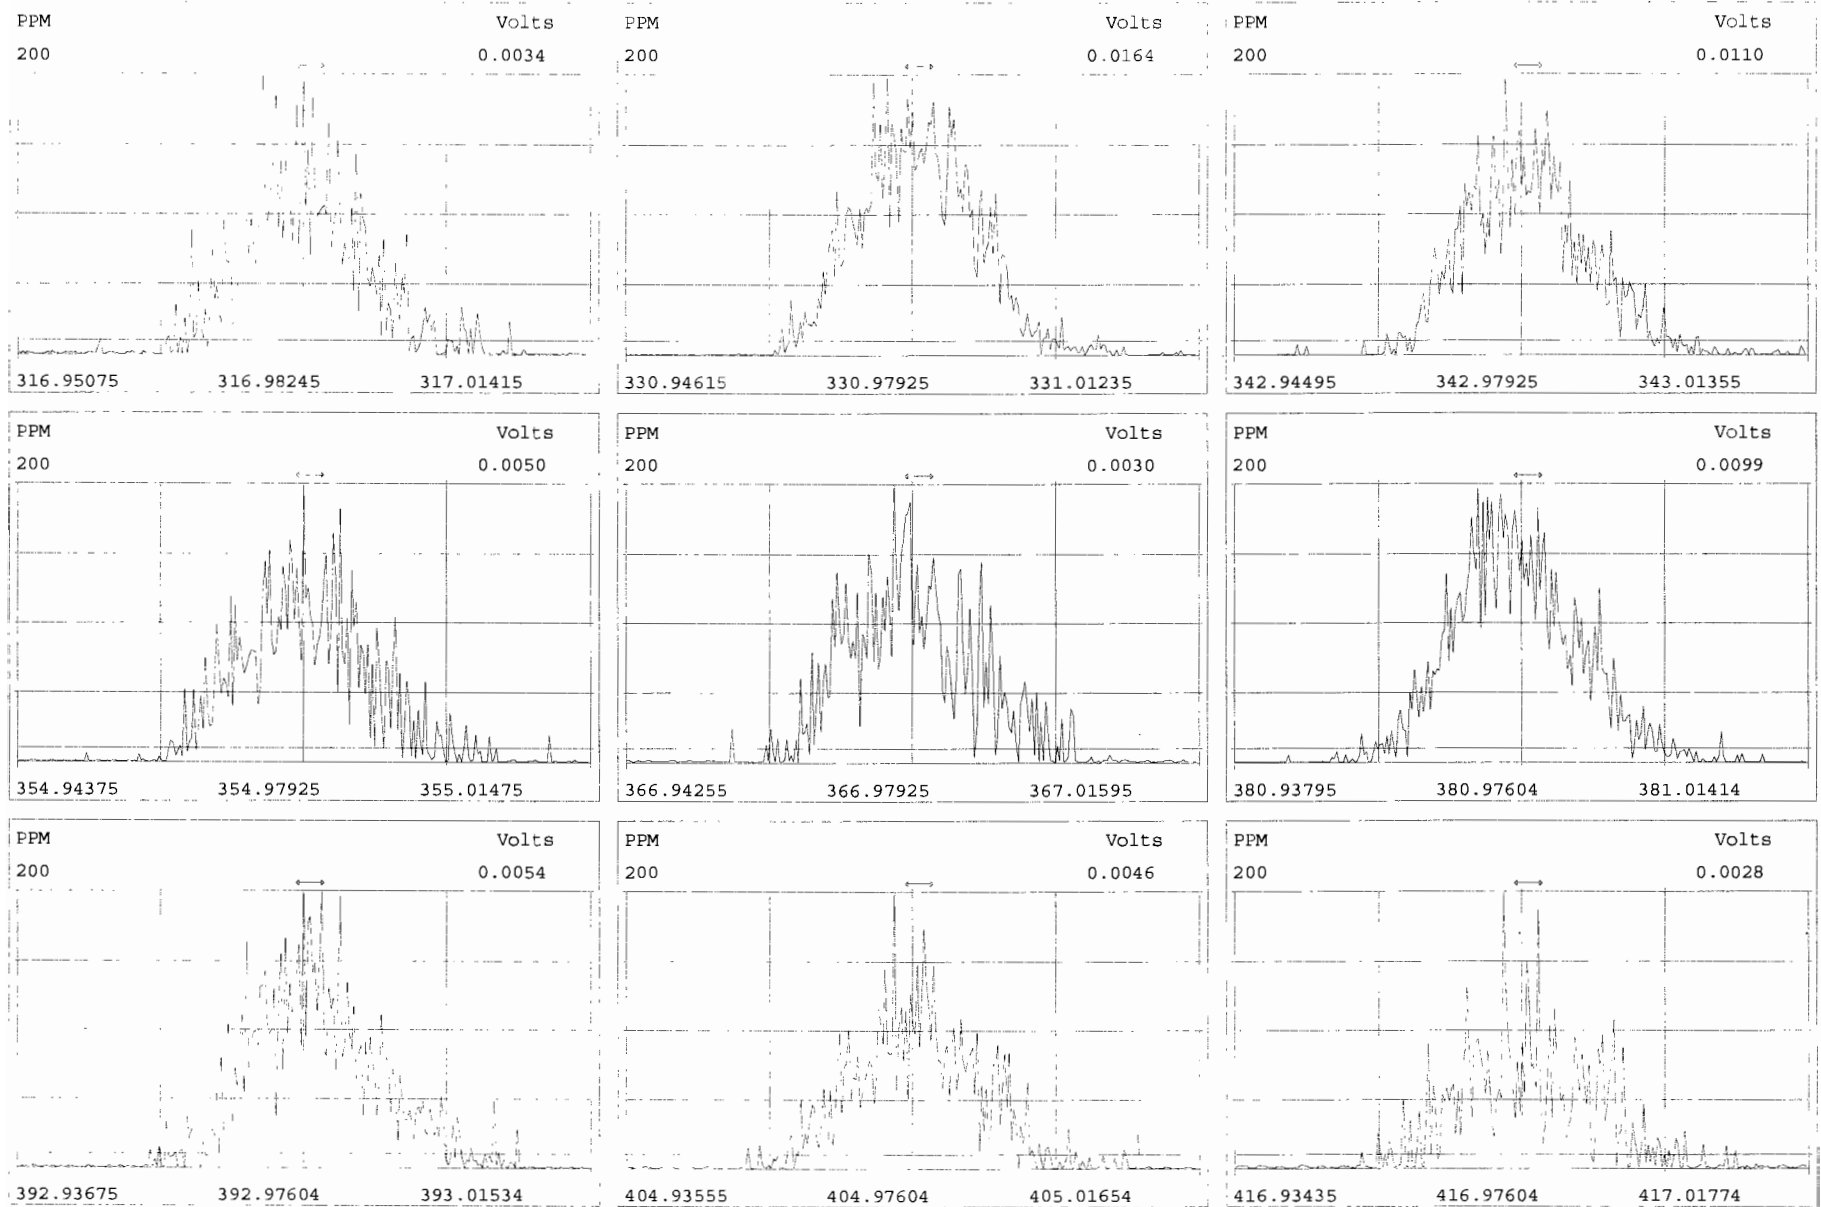 PPM Volts
200 0.0034
316.95075 316.98245 317.01415
PPM Volts
200 0.0164
330.94615 330.97925 331.01235
PPM Volts
200 0.0110
342.94495 342.97925 343.01355
PPM Volts
200 0.0050
354.94375 354.97925 355.01475
PPM Volts
200 0.0030
366.94255 366.97925 367.01595
PPM Volts
200 0.0099
380.93795 380.97604 381.01414
PPM Volts
200 0.0054
392.93675 392.97604 393.01534
PPM Volts
200 0.0046
404.93555 404.97604 405.01654
PPM Volts
200 0.0028
416.93435 416.97604 417.01774